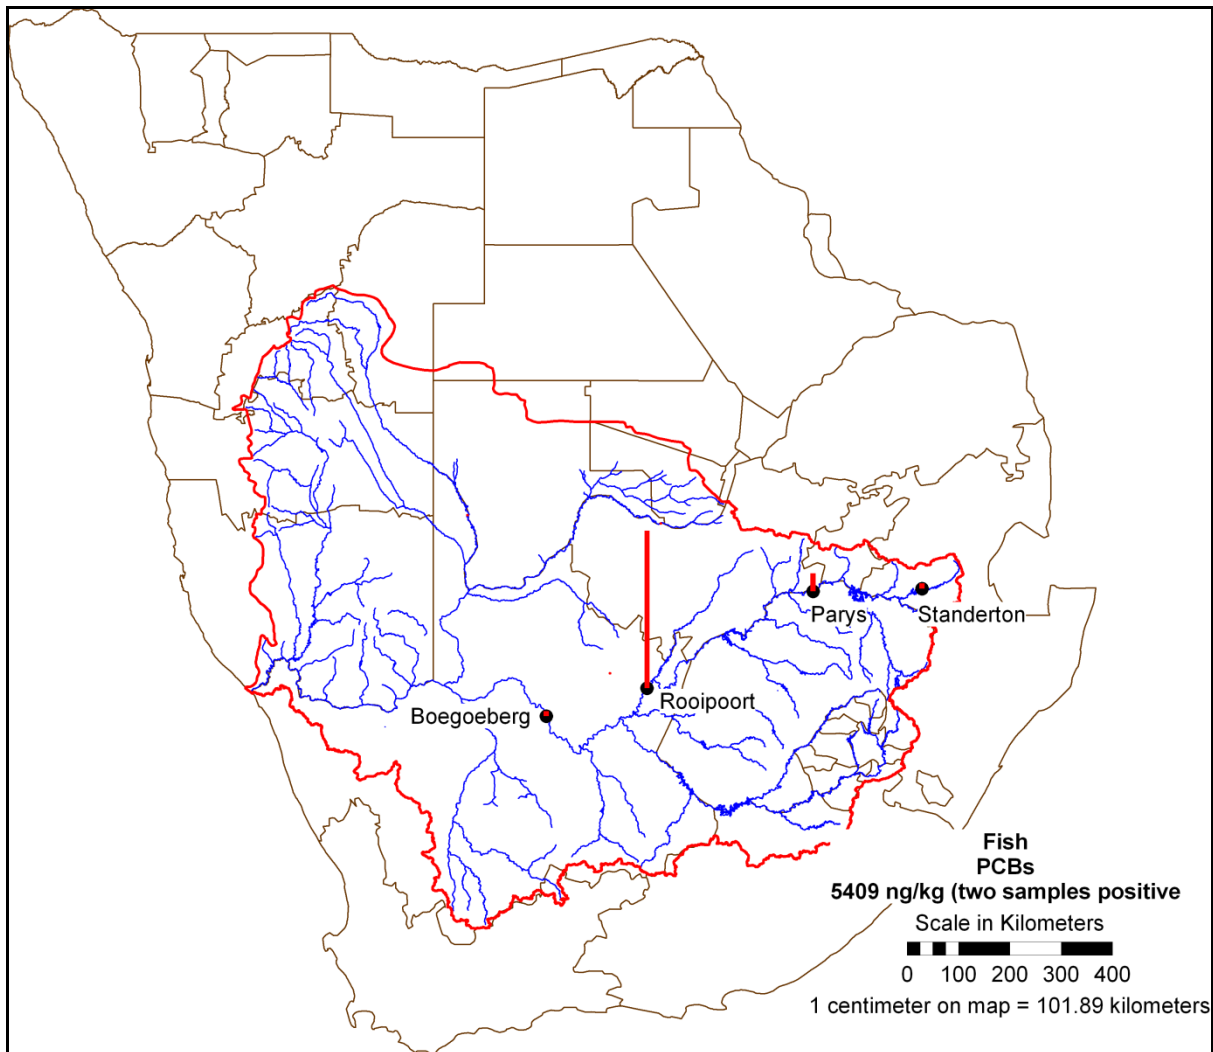 Parys
Standerton
Rooipoort
Boegoeberg
Fish
PCBs
5409 ng/kg (two samples positive
Scale in Kilometers
0 100 200 300 400
1 centimeter on map = 101.89 kilometers